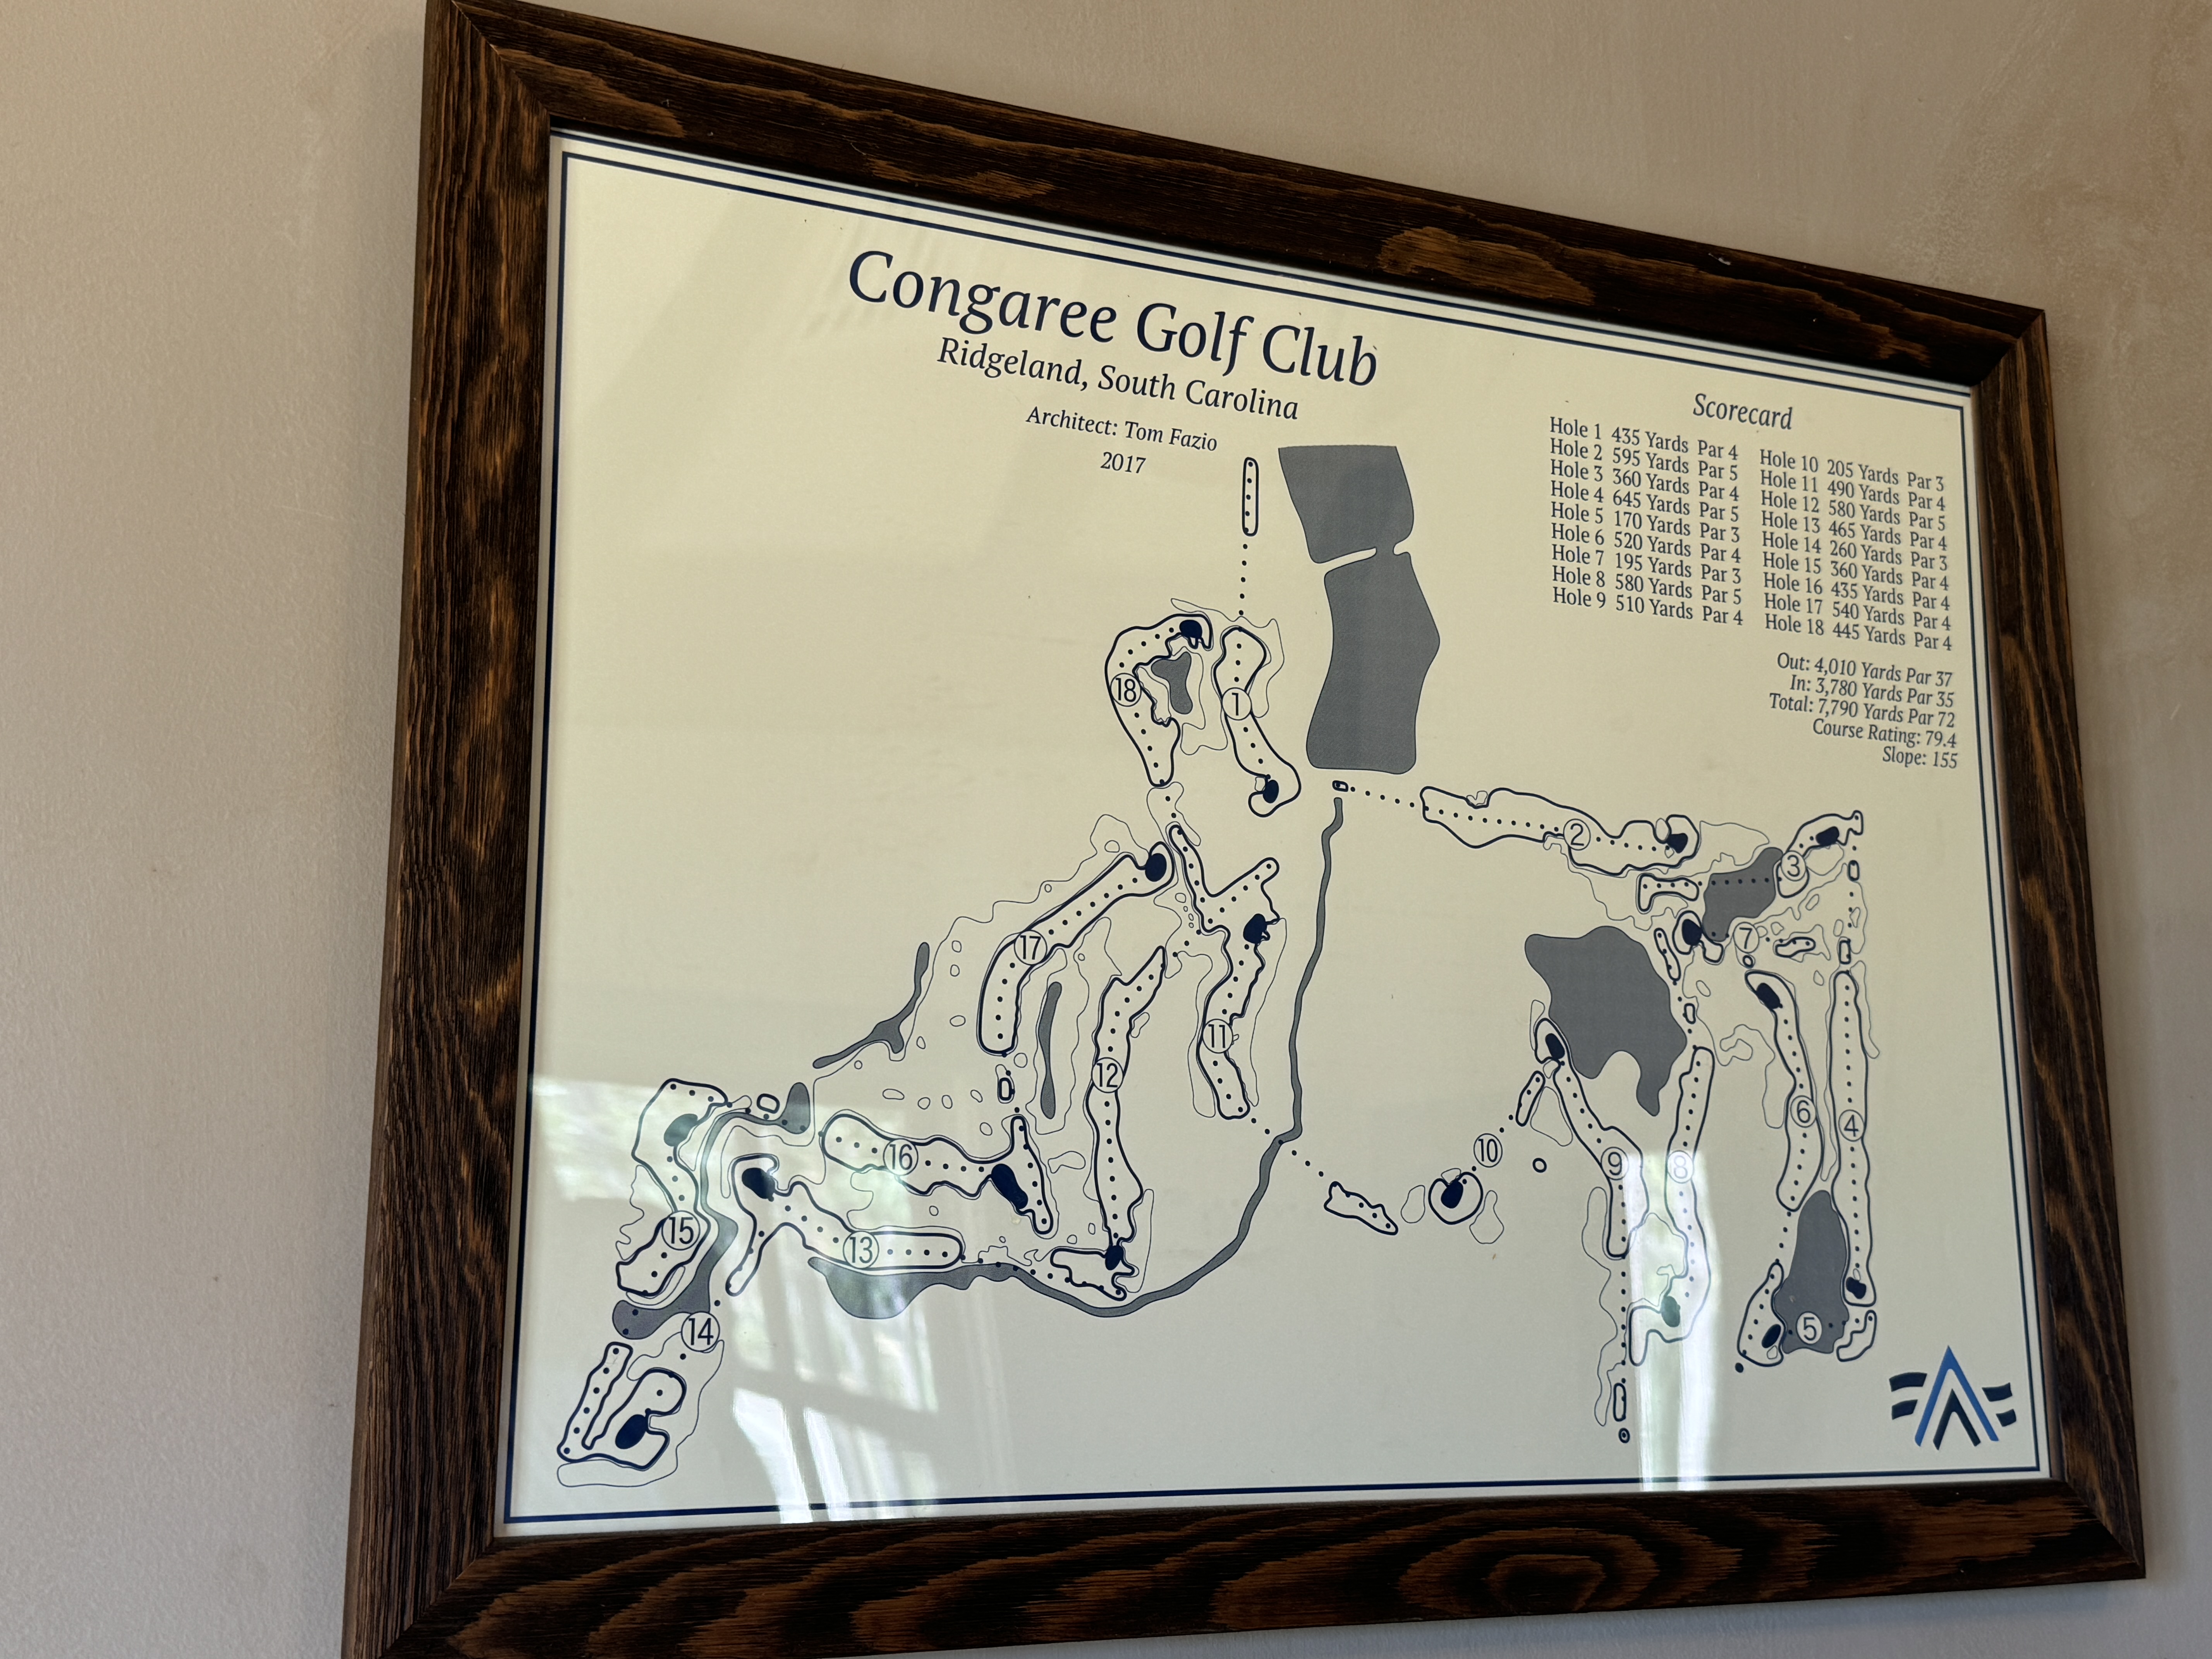 Congaree Golf Club
Ridgeland, South Carolina
Architect: Tom Fazio
2017
Scorecard
Hole 1 435 Yards Par 4
Hole 2 595 Yards Par 5
Hole 3 360 Yards Par 4
Hole 4 645 Yards Par 5
Hole 5 170 Yards Par 3
Hole 6 520 Yards Par 4
Hole 7 195 Yards Par 3
Hole 8 580 Yards Par 5
Hole 9 510 Yards Par 4
Hole 10 205 Yards Par 3
Hole 11 490 Yards Par 4
Hole 12 580 Yards Par 5
Hole 13 465 Yards Par 4
Hole 14 260 Yards Par 3
Hole 15 360 Yards Par 4
Hole 16 435 Yards Par 4
Hole 17 540 Yards Par 4
Hole 18 445 Yards Par 4
Out: 4,010 Yards Par 37
In: 3,780 Yards Par 35
Total: 7,790 Yards Par 72
Course Rating: 79.4
Slope: 155
18
1
2
3
7
17
11
12
6
4
10
9
8
16
15
13
14
5